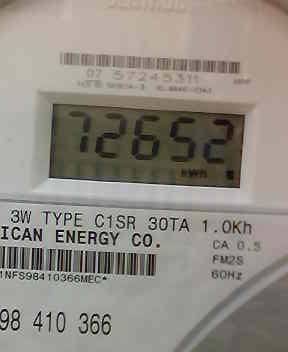 07 57245311
72652
kWh
3W TYPE C1SR 30TA 1.0Kh
ICAN ENERGY CO.
CA 0.5
FM2S
60Hz
1NFS98410366MEC*
98 410 366